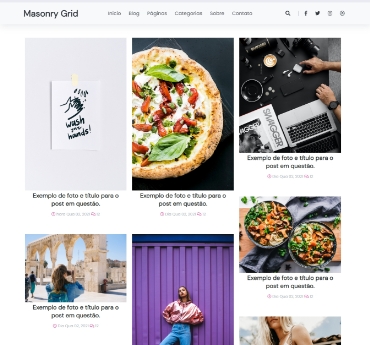 Masonry Grid
Início Blog Páginas Categorias Sobre Contato
wash
your
hands!
SWAGGER
Exemplo de foto e título para o
post em questão.
Exemplo de foto e título para o
post em questão.
Exemplo de foto e título para o
post em questão.
Exemplo de foto e título para o
post em questão.
Exemplo de foto e título para o
post em questão.